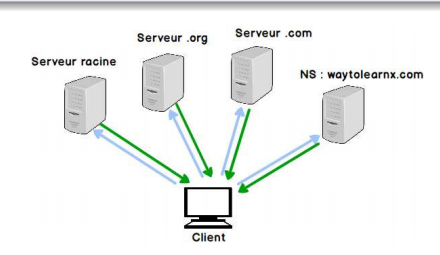 Serveur racine
Serveur .org
Serveur .com
NS : waytolearnx.com
Client